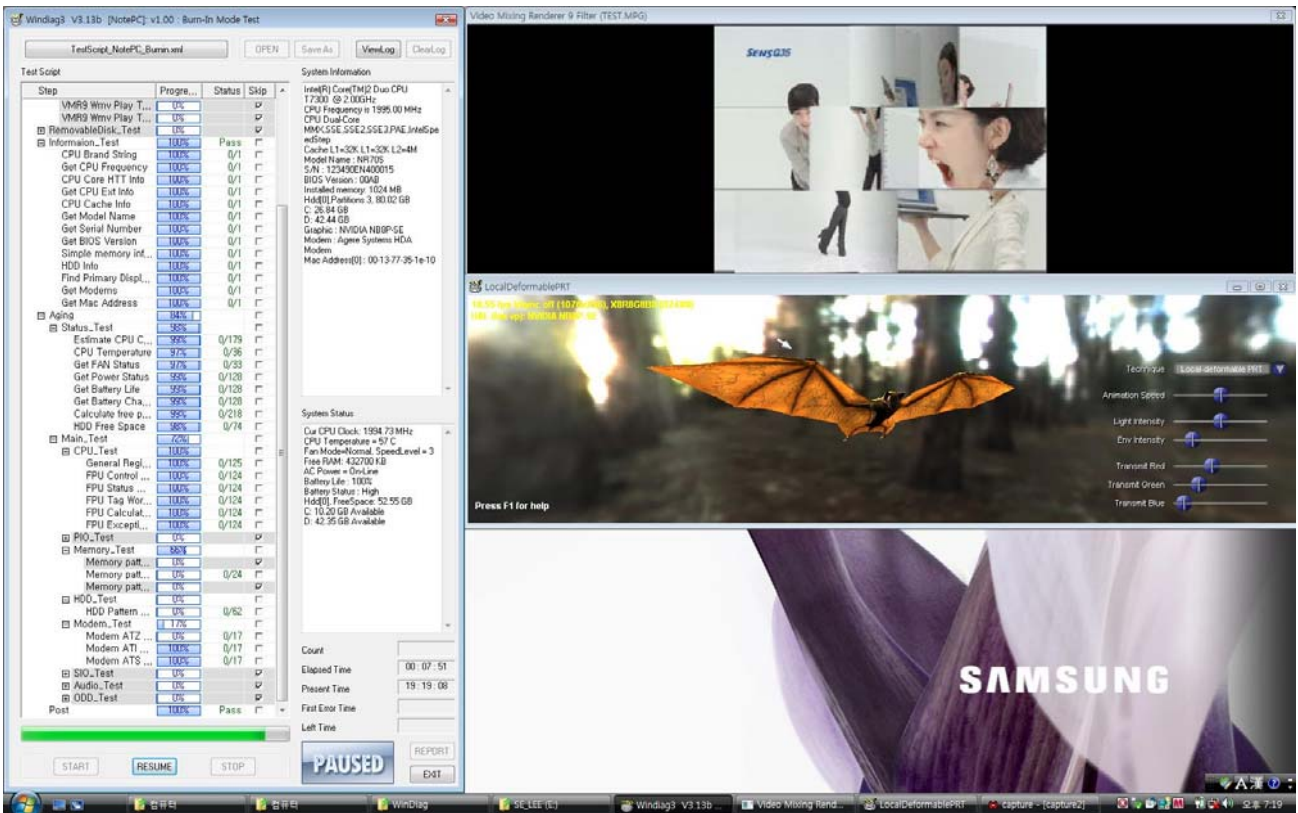 Windiag3 V3.13b [NotePC]: v1.00 : Burn-In Mode Test
TestScript_NotePC_Burnin.xml
OPEN
Save As
ViewLog
ClearLog
Test Script
Step Progre... Status Skip
VMR9 Wmv Play T... 0%
VMR9 Wmv Play T... 0%
RemovableDisk_Test 0%
Informaion_Test 100% Pass
CPU Brand String 100% 0/1
Get CPU Frequency 100% 0/1
CPU Core HTT Info 100% 0/1
Get CPU Ext Info 100% 0/1
CPU Cache Info 100% 0/1
Get Model Name 100% 0/1
Get Serial Number 100% 0/1
Get BIOS Version 100% 0/1
Simple memory inf... 100% 0/1
HDD Info 100% 0/1
Find Primary Displ... 100% 0/1
Get Modems 100% 0/1
Get Mac Address 100% 0/1
Aging 84%
Status_Test 98%
Estimate CPU C... 99% 0/179
CPU Temperature 97% 0/36
Get FAN Status 97% 0/33
Get Power Status 99% 0/128
Get Battery Life 99% 0/128
Get Battery Cha... 99% 0/128
Calculate free p... 99% 0/218
HDD Free Space 98% 0/74
Main_Test 72%
CPU_Test 100%
General Regi... 100% 0/125
FPU Control ... 100% 0/124
FPU Status ... 100% 0/124
FPU Tag Wor... 100% 0/124
FPU Calculat... 100% 0/124
FPU Excepti... 100% 0/124
PIO_Test 0%
Memory_Test 66%
Memory patt... 0%
Memory patt... 0% 0/24
Memory patt... 0%
HDD_Test 0%
HDD Pattern ... 0% 0/62
Modem_Test 17%
Modem ATZ ... 0% 0/17
Modem ATI ... 100% 0/17
Modem ATS ... 100% 0/17
SIO_Test 0%
Audio_Test 0%
ODD_Test 0%
Post 100% Pass
START
RESUME
STOP
System Information
Intel(R) Core(TM)2 Duo CPU
T7300 @ 2.00GHz
CPU Frequency is 1995.00 MHz
CPU Dual-Core
MMX,SSE,SSE2,SSE3,PAE,IntelSpe
edStep
Cache L1=32K L1=32K L2=4M
Model Name : NR70S
S/N : 123490EN400015
BIOS Version : 00AB
Installed memory: 1024 MB
Hdd[0],Partitions 3, 80.02 GB
C: 26.84 GB
D: 42.44 GB
Graphic : NVIDIA NB8P-SE
Modem : Agere Systems HDA
Modem
Mac Address[0] : 00-13-77-35-1e-10
System Status
Cur CPU Clock: 1994.73 MHz
CPU Temperature = 57 C
Fan Mode=Normal, SpeedLevel = 3
Free RAM: 432700 KB
AC Power = On-Line
Battery Life : 100%
Battery Status : High
Hdd[0], FreeSpace: 52.55 GB
C: 10.20 GB Available
D: 42.35 GB Available
Count
Elapsed Time 00 : 07 : 51
Present Time 19 : 19 : 08
First Error Time
Left Time
PAUSED
REPORT
EXIT
Video Mixing Renderer 9 Filter (TEST.MPG)
SENS Q35
LocalDeformablePRT
Technique Local-deformable PRT
Animation Speed
Light Intensity
Env Intensity
Transmit Red
Transmit Green
Transmit Blue
Press F1 for help
SAMSUNG
A 漢
컴퓨터
컴퓨터
WinDiag
SE_LEE (E:)
Windiag3 V3.13b ...
Video Mixing Rend...
LocalDeformablePRT
capture - [capture2]
오후 7:19